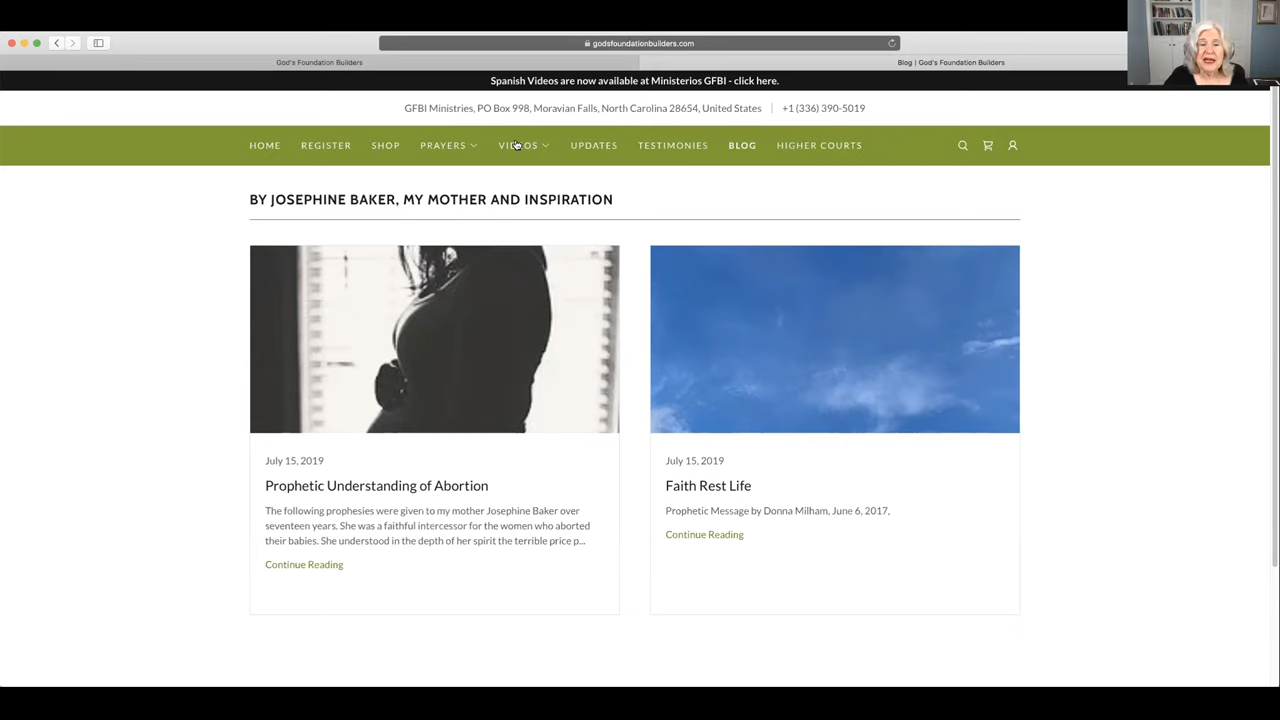 godsfoundationbuilders.com
God's Foundation Builders
Blog | God's Foundation Builders
Spanish Videos are now available at Ministerios GFBI - click here.
GFBI Ministries, PO Box 998, Moravian Falls, North Carolina 28654, United States
+1 (336) 390-5019
HOME REGISTER SHOP PRAYERS VIDEOS UPDATES TESTIMONIES BLOG HIGHER COURTS
BY JOSEPHINE BAKER, MY MOTHER AND INSPIRATION
July 15, 2019
Prophetic Understanding of Abortion
The following prophesies were given to my mother Josephine Baker over
seventeen years. She was a faithful intercessor for the women who aborted
their babies. She understood in the depth of her spirit the terrible price p...
Continue Reading
July 15, 2019
Faith Rest Life
Prophetic Message by Donna Milham, June 6, 2017,
Continue Reading